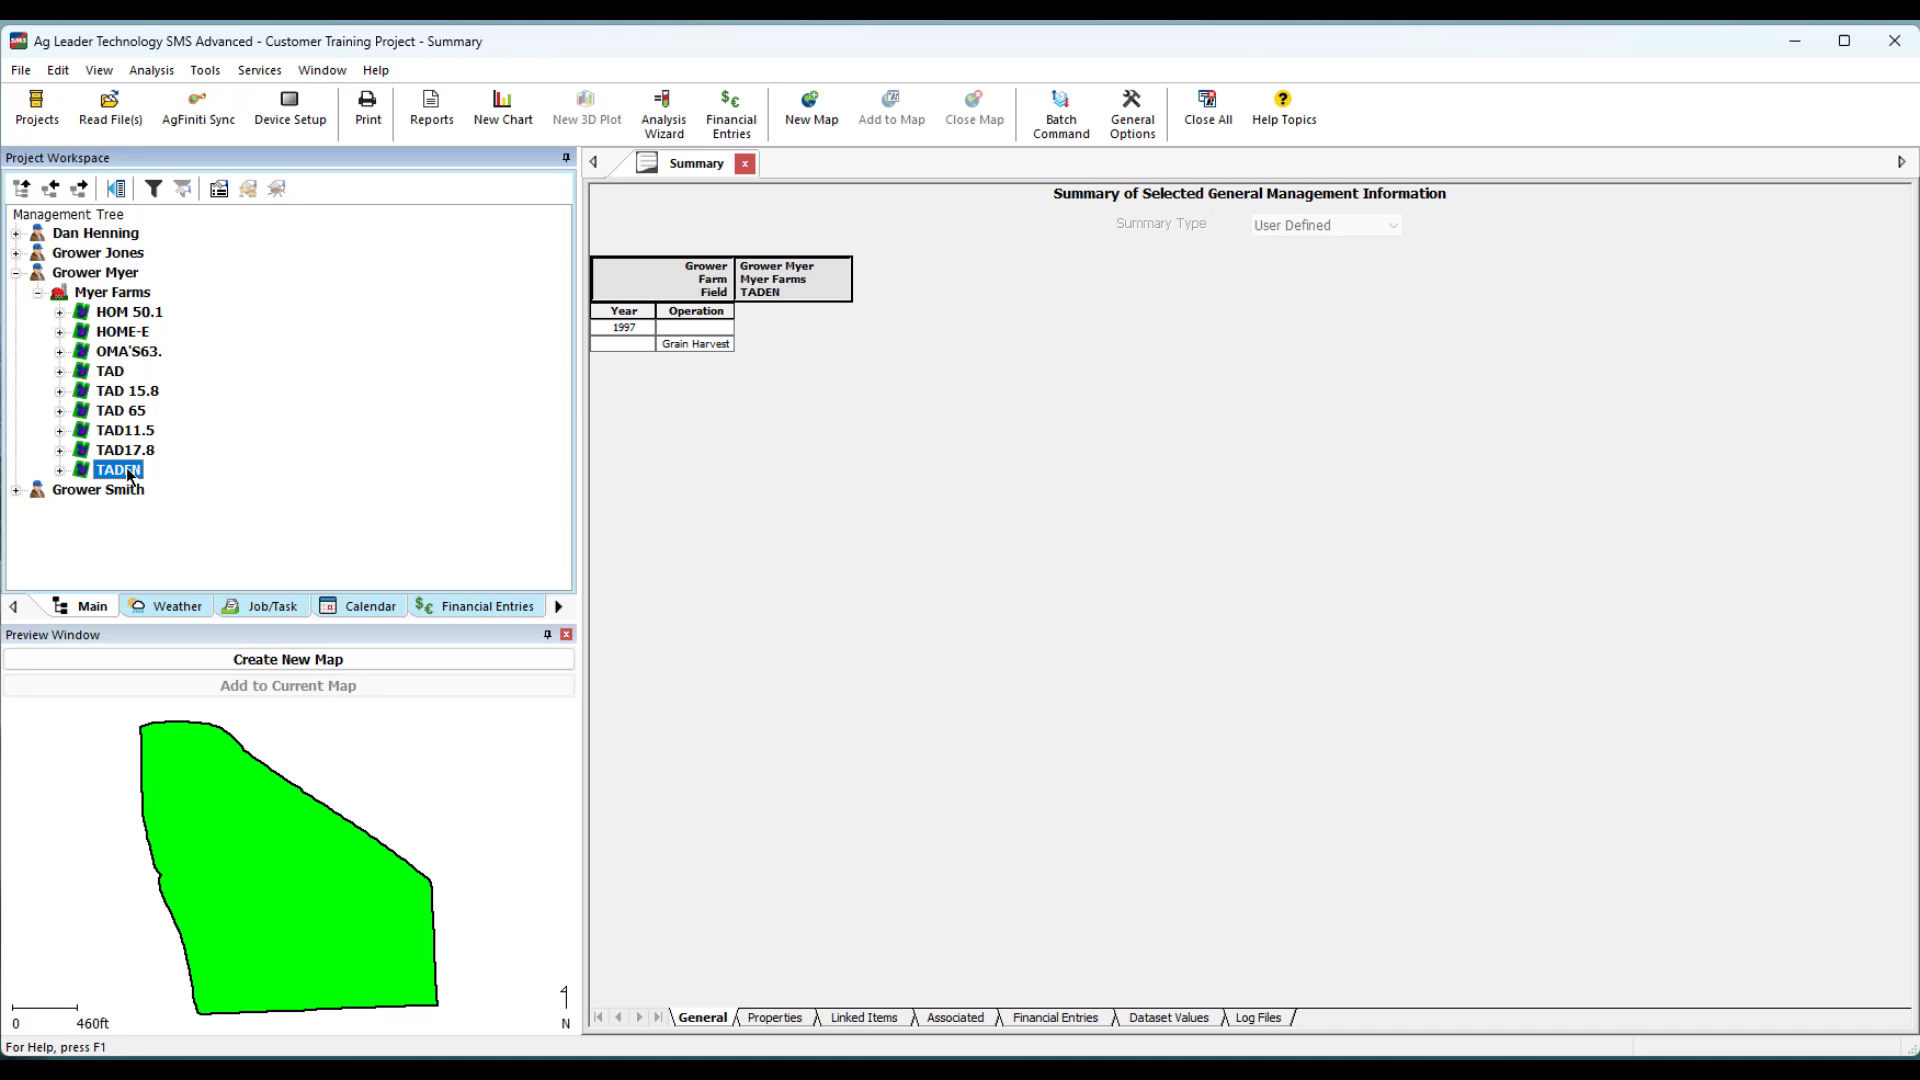 Ag Leader Technology SMS Advanced - Customer Training Project - Summary
File Edit View Analysis Tools Services Window Help
Projects Read File(s) AgFiniti Sync Device Setup Print Reports New Chart New 3D Plot Analysis Wizard Financial Entries New Map Add to Map Close Map Batch Command General Options Close All Help Topics
Project Workspace
Management Tree
Dan Henning
Grower Jones
Grower Myer
Myer Farms
HOM 50.1
HOME-E
OMA'S63.
TAD
TAD 15.8
TAD 65
TAD11.5
TAD17.8
TADEN
Grower Smith
Main Weather Job/Task Calendar Financial Entries
Preview Window
Create New Map
Add to Current Map
0 460ft
N
Summary
Summary of Selected General Management Information
Summary Type User Defined
Grower Grower Myer
Farm Myer Farms
Field TADEN
Year Operation
1997
Grain Harvest
General Properties Linked Items Associated Financial Entries Dataset Values Log Files
For Help, press F1